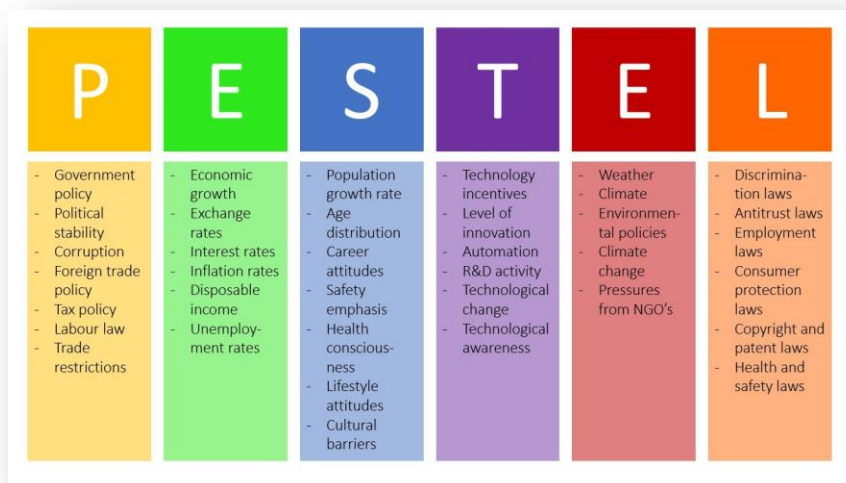 P
E
S
T
E
L
- Government
policy
- Political
stability
- Corruption
- Foreign trade
policy
- Tax policy
- Labour law
- Trade
restrictions
- Economic
growth
- Exchange
rates
- Interest rates
- Inflation rates
- Disposable
income
- Unemploy-
ment rates
- Population
growth rate
- Age
distribution
- Career
attitudes
- Safety
emphasis
- Health
conscious-
ness
- Lifestyle
attitudes
- Cultural
barriers
- Technology
incentives
- Level of
innovation
- Automation
- R&D activity
- Technological
change
- Technological
awareness
- Weather
- Climate
- Environmen-
tal policies
- Climate
change
- Pressures
from NGO's
- Discrimina-
tion laws
- Antitrust laws
- Employment
laws
- Consumer
protection
laws
- Copyright and
patent laws
- Health and
safety laws